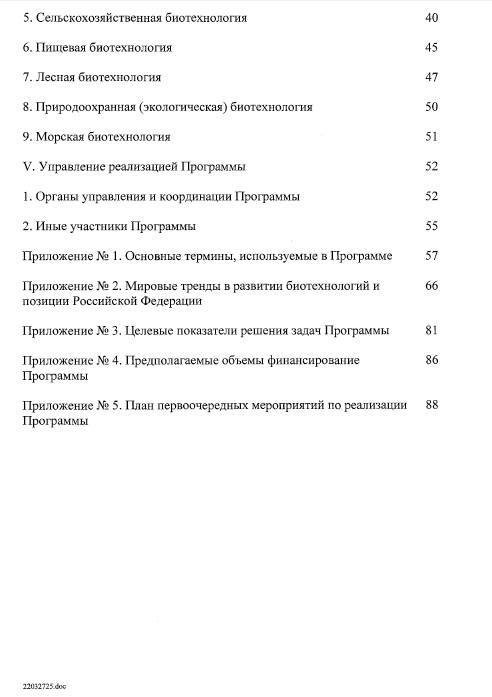 5. Сельскохозяйственная биотехнология 40
6. Пищевая биотехнология 45
7. Лесная биотехнология 47
8. Природоохранная (экологическая) биотехнология 50
9. Морская биотехнология 51
V. Управление реализацией Программы 52
1. Органы управления и координации Программы 52
2. Иные участники Программы 55
Приложение № 1. Основные термины, используемые в Программе 57
Приложение № 2. Мировые тренды в развитии биотехнологий и 66
позиции Российской Федерации
Приложение № 3. Целевые показатели решения задач Программы 81
Приложение № 4. Предполагаемые объемы финансирование 86
Программы
Приложение № 5. План первоочередных мероприятий по реализации 88
Программы
22032725.doc